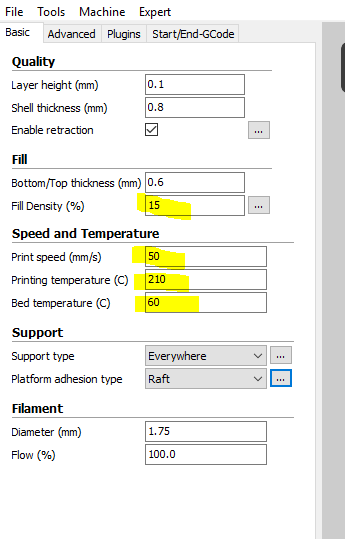 File Tools Machine Expert
Basic Advanced Plugins Start/End-GCode
Quality
Layer height (mm) 0.1
Shell thickness (mm) 0.8
Enable retraction ...
Fill
Bottom/Top thickness (mm) 0.6
Fill Density (%) 15 ...
Speed and Temperature
Print speed (mm/s) 50
Printing temperature (C) 210
Bed temperature (C) 60
Support
Support type Everywhere ...
Platform adhesion type Raft ...
Filament
Diameter (mm) 1.75
Flow (%) 100.0